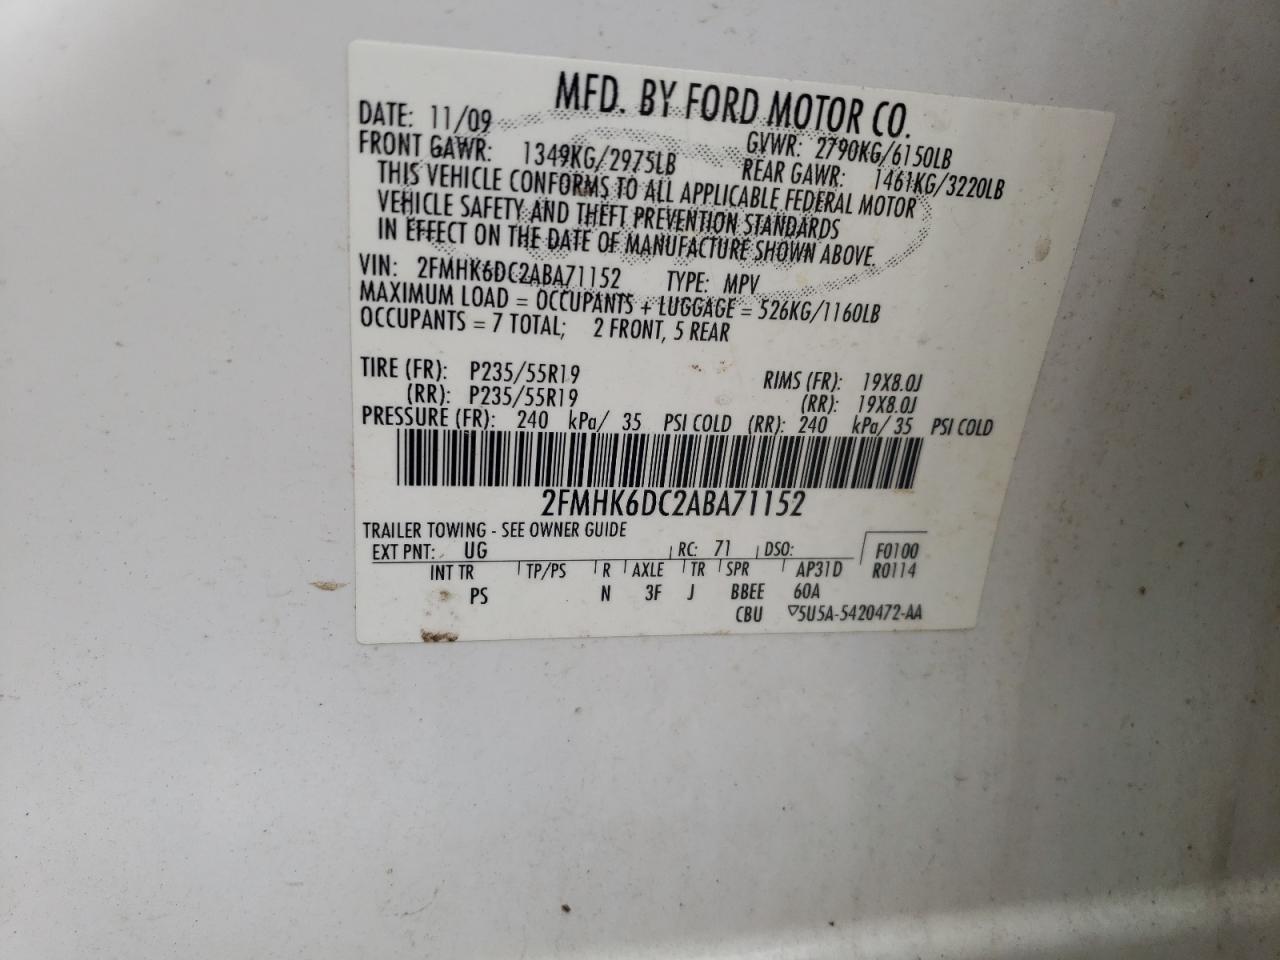 MFD. BY FORD MOTOR CO.
DATE: 11/09 GVWR: 2790KG/6150LB
FRONT GAWR: 1349KG/2975LB REAR GAWR: 1461KG/3220LB
THIS VEHICLE CONFORMS TO ALL APPLICABLE FEDERAL MOTOR
VEHICLE SAFETY AND THEFT PREVENTION STANDARDS
IN EFFECT ON THE DATE OF MANUFACTURE SHOWN ABOVE.
VIN: 2FMHK6DC2ABA71152 TYPE: MPV
MAXIMUM LOAD = OCCUPANTS + LUGGAGE = 526KG/1160LB
OCCUPANTS = 7 TOTAL; 2 FRONT, 5 REAR
TIRE (FR): P235/55R19 RIMS (FR): 19X8.0J
(RR): P235/55R19 (RR): 19X8.0J
PRESSURE (FR): 240 kPa/ 35 PSI COLD (RR): 240 kPa/ 35 PSI COLD
2FMHK6DC2ABA71152
TRAILER TOWING - SEE OWNER GUIDE
EXT PNT: UG RC: 71 DSO: F0100
INT TR TP/PS R AXLE TR SPR AP31D R0114
PS N 3F J BBEE 60A
CBU ▽5U5A-5420472-AA